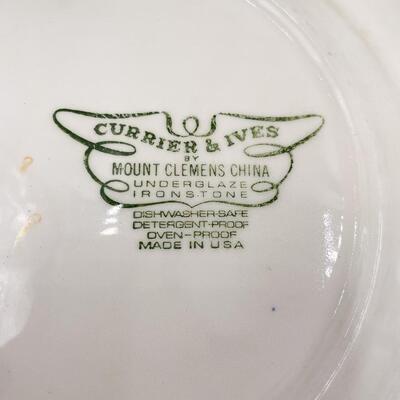 CURRIER & IVES
BY
MOUNT CLEMENS CHINA
UNDERGLAZE
IRONSTONE
DISHWASHER-SAFE
DETERGENT-PROOF
OVEN-PROOF
MADE IN USA